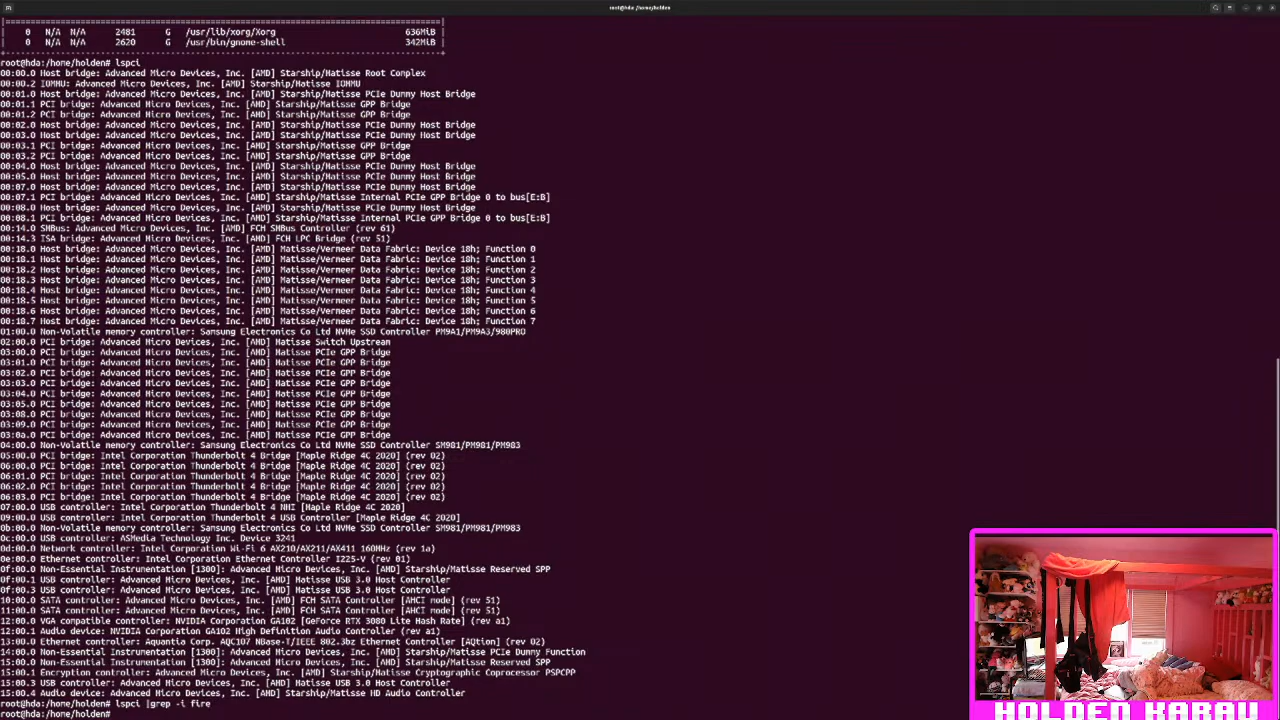 root@hda: /home/holden
|=======================================================================================|
|    0   N/A  N/A      2481      G   /usr/lib/xorg/Xorg                        636MiB |
|    0   N/A  N/A      2620      G   /usr/bin/gnome-shell                      342MiB |
+---------------------------------------------------------------------------------------+
root@hda:/home/holden# lspci
00:00.0 Host bridge: Advanced Micro Devices, Inc. [AMD] Starship/Matisse Root Complex
00:00.2 IOMMU: Advanced Micro Devices, Inc. [AMD] Starship/Matisse IOMMU
00:01.0 Host bridge: Advanced Micro Devices, Inc. [AMD] Starship/Matisse PCIe Dummy Host Bridge
00:01.1 PCI bridge: Advanced Micro Devices, Inc. [AMD] Starship/Matisse GPP Bridge
00:01.2 PCI bridge: Advanced Micro Devices, Inc. [AMD] Starship/Matisse GPP Bridge
00:02.0 Host bridge: Advanced Micro Devices, Inc. [AMD] Starship/Matisse PCIe Dummy Host Bridge
00:03.0 Host bridge: Advanced Micro Devices, Inc. [AMD] Starship/Matisse PCIe Dummy Host Bridge
00:03.1 PCI bridge: Advanced Micro Devices, Inc. [AMD] Starship/Matisse GPP Bridge
00:03.2 PCI bridge: Advanced Micro Devices, Inc. [AMD] Starship/Matisse GPP Bridge
00:04.0 Host bridge: Advanced Micro Devices, Inc. [AMD] Starship/Matisse PCIe Dummy Host Bridge
00:05.0 Host bridge: Advanced Micro Devices, Inc. [AMD] Starship/Matisse PCIe Dummy Host Bridge
00:07.0 Host bridge: Advanced Micro Devices, Inc. [AMD] Starship/Matisse PCIe Dummy Host Bridge
00:07.1 PCI bridge: Advanced Micro Devices, Inc. [AMD] Starship/Matisse Internal PCIe GPP Bridge 0 to bus[E:B]
00:08.0 Host bridge: Advanced Micro Devices, Inc. [AMD] Starship/Matisse PCIe Dummy Host Bridge
00:08.1 PCI bridge: Advanced Micro Devices, Inc. [AMD] Starship/Matisse Internal PCIe GPP Bridge 0 to bus[E:B]
00:14.0 SMBus: Advanced Micro Devices, Inc. [AMD] FCH SMBus Controller (rev 61)
00:14.3 ISA bridge: Advanced Micro Devices, Inc. [AMD] FCH LPC Bridge (rev 51)
00:18.0 Host bridge: Advanced Micro Devices, Inc. [AMD] Matisse/Vermeer Data Fabric: Device 18h; Function 0
00:18.1 Host bridge: Advanced Micro Devices, Inc. [AMD] Matisse/Vermeer Data Fabric: Device 18h; Function 1
00:18.2 Host bridge: Advanced Micro Devices, Inc. [AMD] Matisse/Vermeer Data Fabric: Device 18h; Function 2
00:18.3 Host bridge: Advanced Micro Devices, Inc. [AMD] Matisse/Vermeer Data Fabric: Device 18h; Function 3
00:18.4 Host bridge: Advanced Micro Devices, Inc. [AMD] Matisse/Vermeer Data Fabric: Device 18h; Function 4
00:18.5 Host bridge: Advanced Micro Devices, Inc. [AMD] Matisse/Vermeer Data Fabric: Device 18h; Function 5
00:18.6 Host bridge: Advanced Micro Devices, Inc. [AMD] Matisse/Vermeer Data Fabric: Device 18h; Function 6
00:18.7 Host bridge: Advanced Micro Devices, Inc. [AMD] Matisse/Vermeer Data Fabric: Device 18h; Function 7
01:00.0 Non-Volatile memory controller: Samsung Electronics Co Ltd NVMe SSD Controller PM9A1/PM9A3/980PRO
02:00.0 PCI bridge: Advanced Micro Devices, Inc. [AMD] Matisse Switch Upstream
03:00.0 PCI bridge: Advanced Micro Devices, Inc. [AMD] Matisse PCIe GPP Bridge
03:01.0 PCI bridge: Advanced Micro Devices, Inc. [AMD] Matisse PCIe GPP Bridge
03:02.0 PCI bridge: Advanced Micro Devices, Inc. [AMD] Matisse PCIe GPP Bridge
03:03.0 PCI bridge: Advanced Micro Devices, Inc. [AMD] Matisse PCIe GPP Bridge
03:04.0 PCI bridge: Advanced Micro Devices, Inc. [AMD] Matisse PCIe GPP Bridge
03:05.0 PCI bridge: Advanced Micro Devices, Inc. [AMD] Matisse PCIe GPP Bridge
03:08.0 PCI bridge: Advanced Micro Devices, Inc. [AMD] Matisse PCIe GPP Bridge
03:09.0 PCI bridge: Advanced Micro Devices, Inc. [AMD] Matisse PCIe GPP Bridge
03:0a.0 PCI bridge: Advanced Micro Devices, Inc. [AMD] Matisse PCIe GPP Bridge
04:00.0 Non-Volatile memory controller: Samsung Electronics Co Ltd NVMe SSD Controller SM981/PM981/PM983
05:00.0 PCI bridge: Intel Corporation Thunderbolt 4 Bridge [Maple Ridge 4C 2020] (rev 02)
06:00.0 PCI bridge: Intel Corporation Thunderbolt 4 Bridge [Maple Ridge 4C 2020] (rev 02)
06:01.0 PCI bridge: Intel Corporation Thunderbolt 4 Bridge [Maple Ridge 4C 2020] (rev 02)
06:02.0 PCI bridge: Intel Corporation Thunderbolt 4 Bridge [Maple Ridge 4C 2020] (rev 02)
06:03.0 PCI bridge: Intel Corporation Thunderbolt 4 Bridge [Maple Ridge 4C 2020] (rev 02)
07:00.0 USB controller: Intel Corporation Thunderbolt 4 NHI [Maple Ridge 4C 2020]
09:00.0 USB controller: Intel Corporation Thunderbolt 4 USB Controller [Maple Ridge 4C 2020]
0b:00.0 Non-Volatile memory controller: Samsung Electronics Co Ltd NVMe SSD Controller SM981/PM981/PM983
0c:00.0 USB controller: ASMedia Technology Inc. Device 3241
0d:00.0 Network controller: Intel Corporation Wi-Fi 6 AX210/AX211/AX411 160MHz (rev 1a)
0e:00.0 Ethernet controller: Intel Corporation Ethernet Controller I225-V (rev 01)
0f:00.0 Non-Essential Instrumentation [1300]: Advanced Micro Devices, Inc. [AMD] Starship/Matisse Reserved SPP
0f:00.1 USB controller: Advanced Micro Devices, Inc. [AMD] Matisse USB 3.0 Host Controller
0f:00.3 USB controller: Advanced Micro Devices, Inc. [AMD] Matisse USB 3.0 Host Controller
10:00.0 SATA controller: Advanced Micro Devices, Inc. [AMD] FCH SATA Controller [AHCI mode] (rev 51)
11:00.0 SATA controller: Advanced Micro Devices, Inc. [AMD] FCH SATA Controller [AHCI mode] (rev 51)
12:00.0 VGA compatible controller: NVIDIA Corporation GA102 [GeForce RTX 3080 Lite Hash Rate] (rev a1)
12:00.1 Audio device: NVIDIA Corporation GA102 High Definition Audio Controller (rev a1)
13:00.0 Ethernet controller: Aquantia Corp. AQC107 NBase-T/IEEE 802.3bz Ethernet Controller [AQtion] (rev 02)
14:00.0 Non-Essential Instrumentation [1300]: Advanced Micro Devices, Inc. [AMD] Starship/Matisse PCIe Dummy Function
15:00.0 Non-Essential Instrumentation [1300]: Advanced Micro Devices, Inc. [AMD] Starship/Matisse Reserved SPP
15:00.1 Encryption controller: Advanced Micro Devices, Inc. [AMD] Starship/Matisse Cryptographic Coprocessor PSPCPP
15:00.3 USB controller: Advanced Micro Devices, Inc. [AMD] Matisse USB 3.0 Host Controller
15:00.4 Audio device: Advanced Micro Devices, Inc. [AMD] Starship/Matisse HD Audio Controller
root@hda:/home/holden# lspci |grep -i fire
root@hda:/home/holden#
HOLDEN KARAU